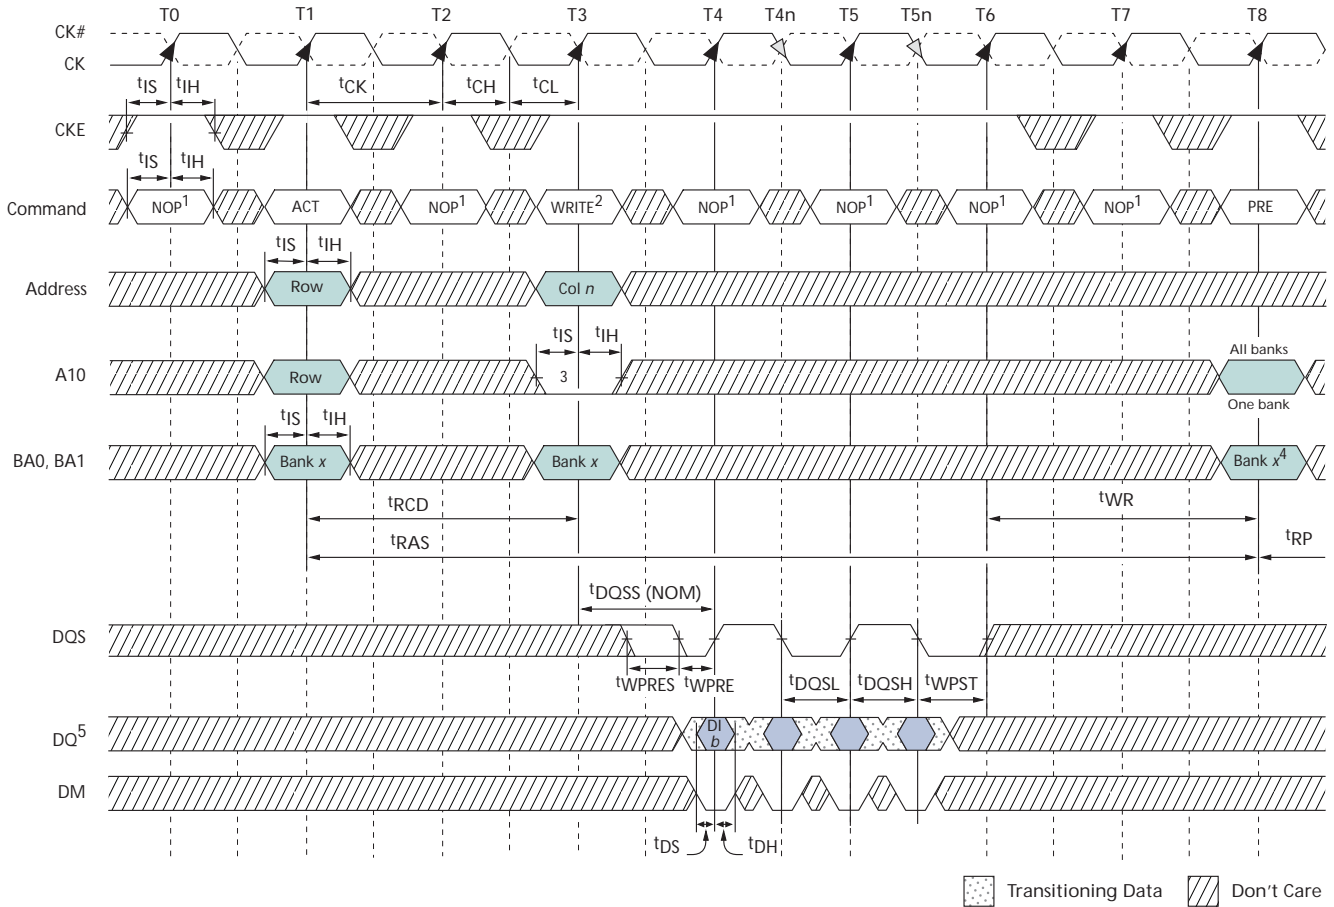 T0 T1 T2 T3 T4 T4n T5 T5n T6 T7 T8
CK#
CK
tIS tIH tCK tCH tCL
CKE
tIS tIH
Command NOP1 ACT NOP1 WRITE2 NOP1 NOP1 NOP1 NOP1 PRE
tIS tIH
Address Row Col n
tIS tIH
All banks
A10 Row 3
One bank
tIS tIH
BA0, BA1 Bank x Bank x Bank x4
tRCD tWR
tRAS tRP
tDQSS (NOM)
DQS
tWPRES tWPRE tDQSL tDQSH tWPST
DQ5 DI
b
DM
tDS tDH
Transitioning Data Don't Care